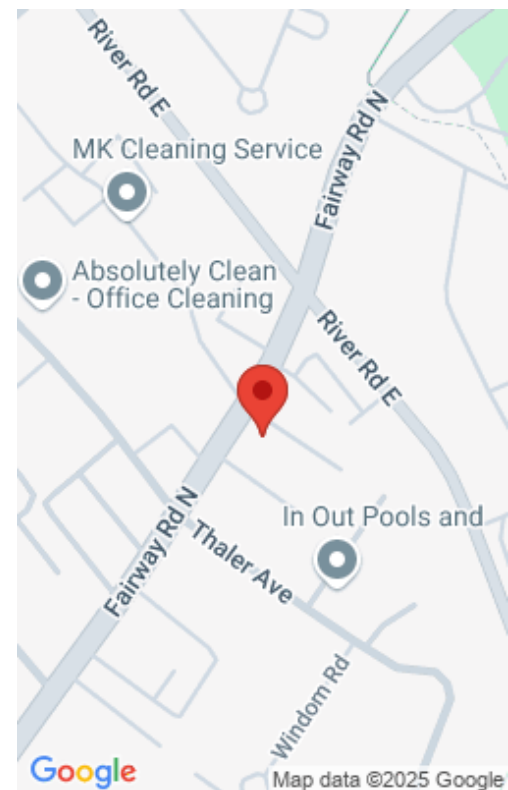 River Rd E
Fairway Rd N
MK Cleaning Service
Absolutely Clean
- Office Cleaning
River Rd E
Fairway Rd N
In Out Pools and
Thaler Ave
Windom Rd
Google
Map data ©2025 Google